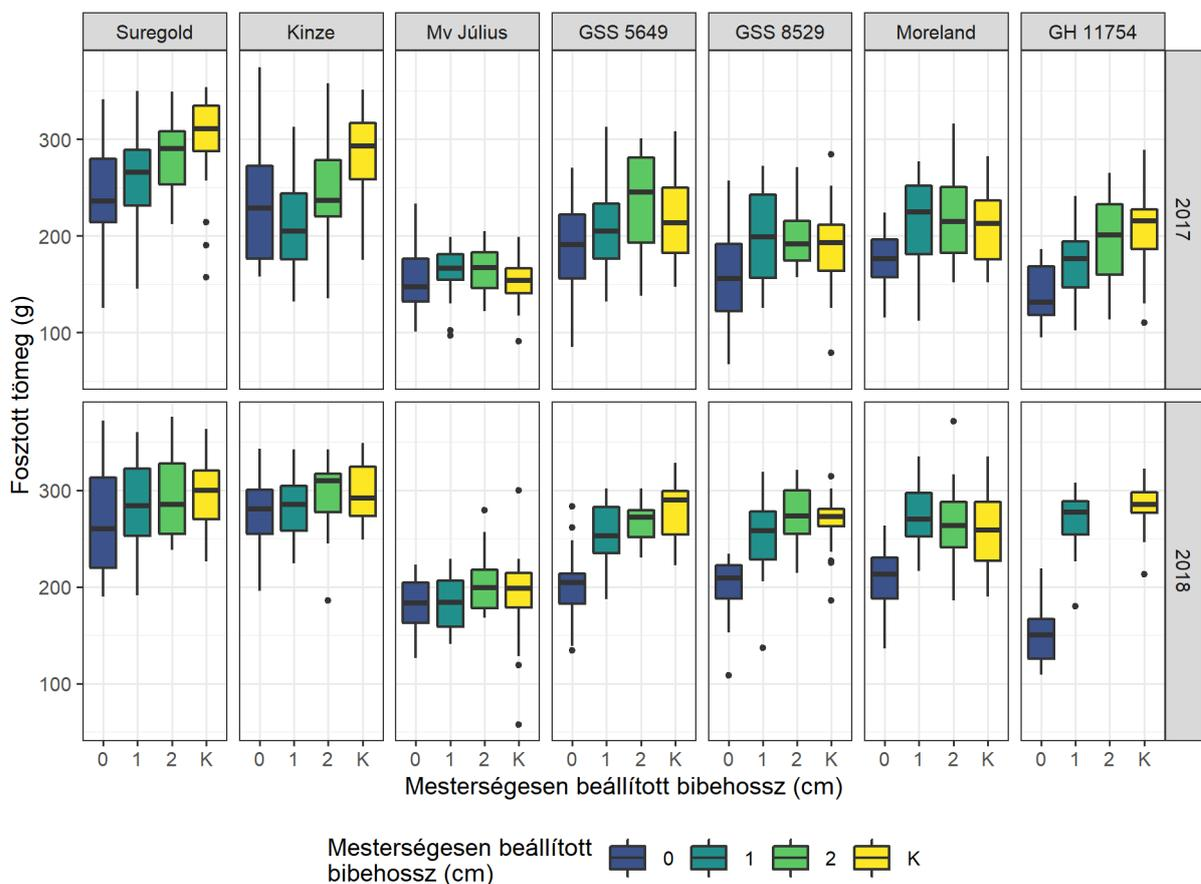 Suregold Kinze Mv Július GSS 5649 GSS 8529 Moreland GH 11754
Fosztott tömeg (g)
300
200
100
2017
300
200
100
2018
0 1 2 K 0 1 2 K 0 1 2 K 0 1 2 K 0 1 2 K 0 1 2 K 0 1 2 K
Mesterségesen beállított bibehossz (cm)
Mesterségesen beállított
bibehossz (cm)
0 1 2 K